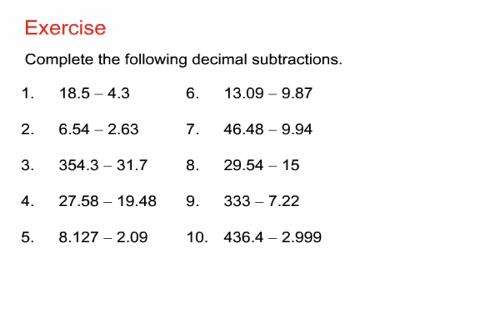 Exercise
Complete the following decimal subtractions.
1. 18.5 – 4.3
2. 6.54 – 2.63
3. 354.3 – 31.7
4. 27.58 – 19.48
5. 8.127 – 2.09
6. 13.09 – 9.87
7. 46.48 – 9.94
8. 29.54 – 15
9. 333 – 7.22
10. 436.4 – 2.999